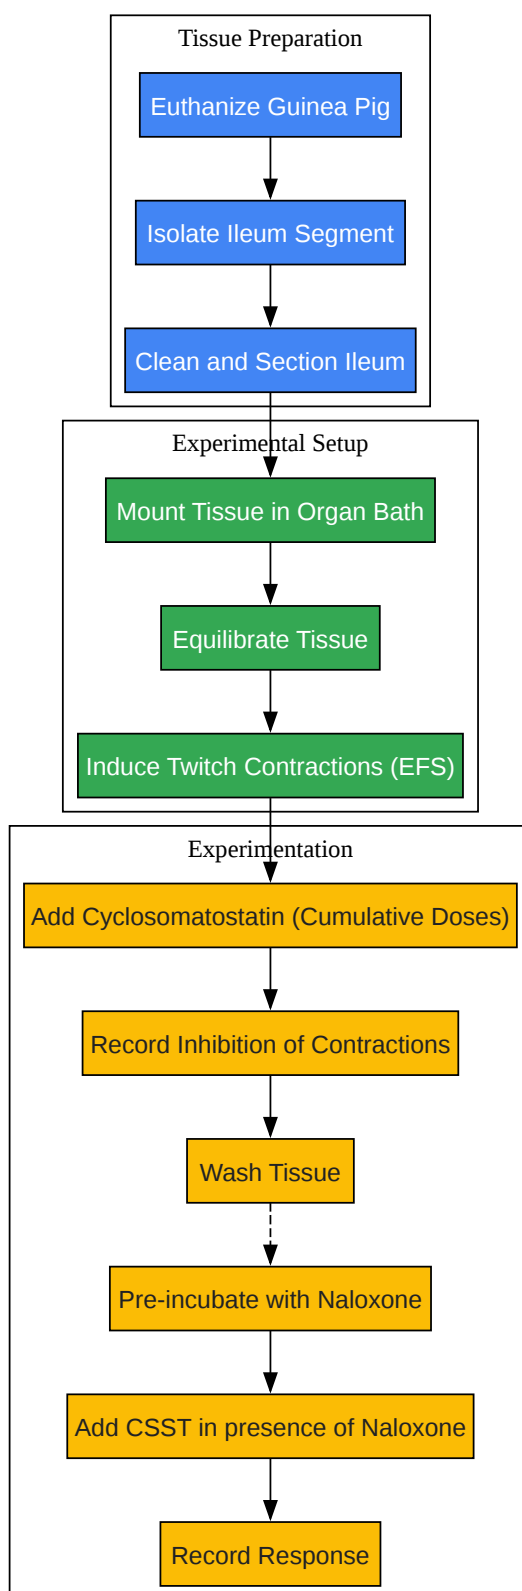 Tissue Preparation
Euthanize Guinea Pig
Isolate Ileum Segment
Clean and Section Ileum
Experimental Setup
Mount Tissue in Organ Bath
Equilibrate Tissue
Induce Twitch Contractions (EFS)
Experimentation
Add Cyclosomatostatin (Cumulative Doses)
Record Inhibition of Contractions
Wash Tissue
Pre-incubate with Naloxone
Add CSST in presence of Naloxone
Record Response